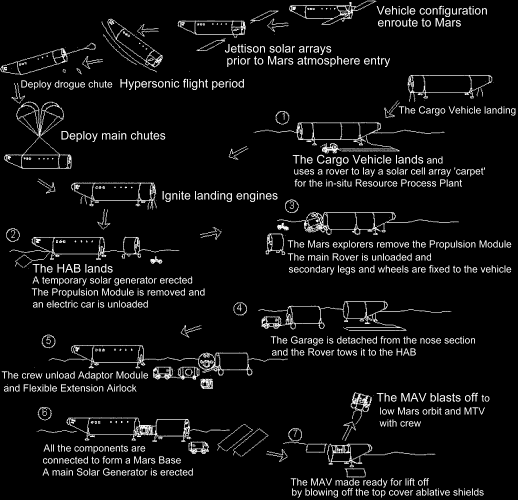 Vehicle configuration
enroute to Mars
Jettison solar arrays
prior to Mars atmosphere entry
Deploy drogue chute
Hypersonic flight period
The Cargo Vehicle landing
Deploy main chutes
1
The Cargo Vehicle lands and
uses a rover to lay a solar cell array 'carpet'
for the in-situ Resource Process Plant
Ignite landing engines
2
The HAB lands
A temporary solar generator erected
The Propulsion Module is removed and
an electric car is unloaded
3
The Mars explorers remove the Propulsion Module
The main Rover is unloaded and
secondary legs and wheels are fixed to the vehicle
4
The Garage is detached from the nose section
and the Rover tows it to the HAB
5
The crew unload Adaptor Module
and Flexible Extension Airlock
6
All the components are
connected to form a Mars Base
A main Solar Generator is erected
The MAV blasts off to
low Mars orbit and MTV
with crew
7
The MAV made ready for lift off
by blowing off the top cover ablative shields